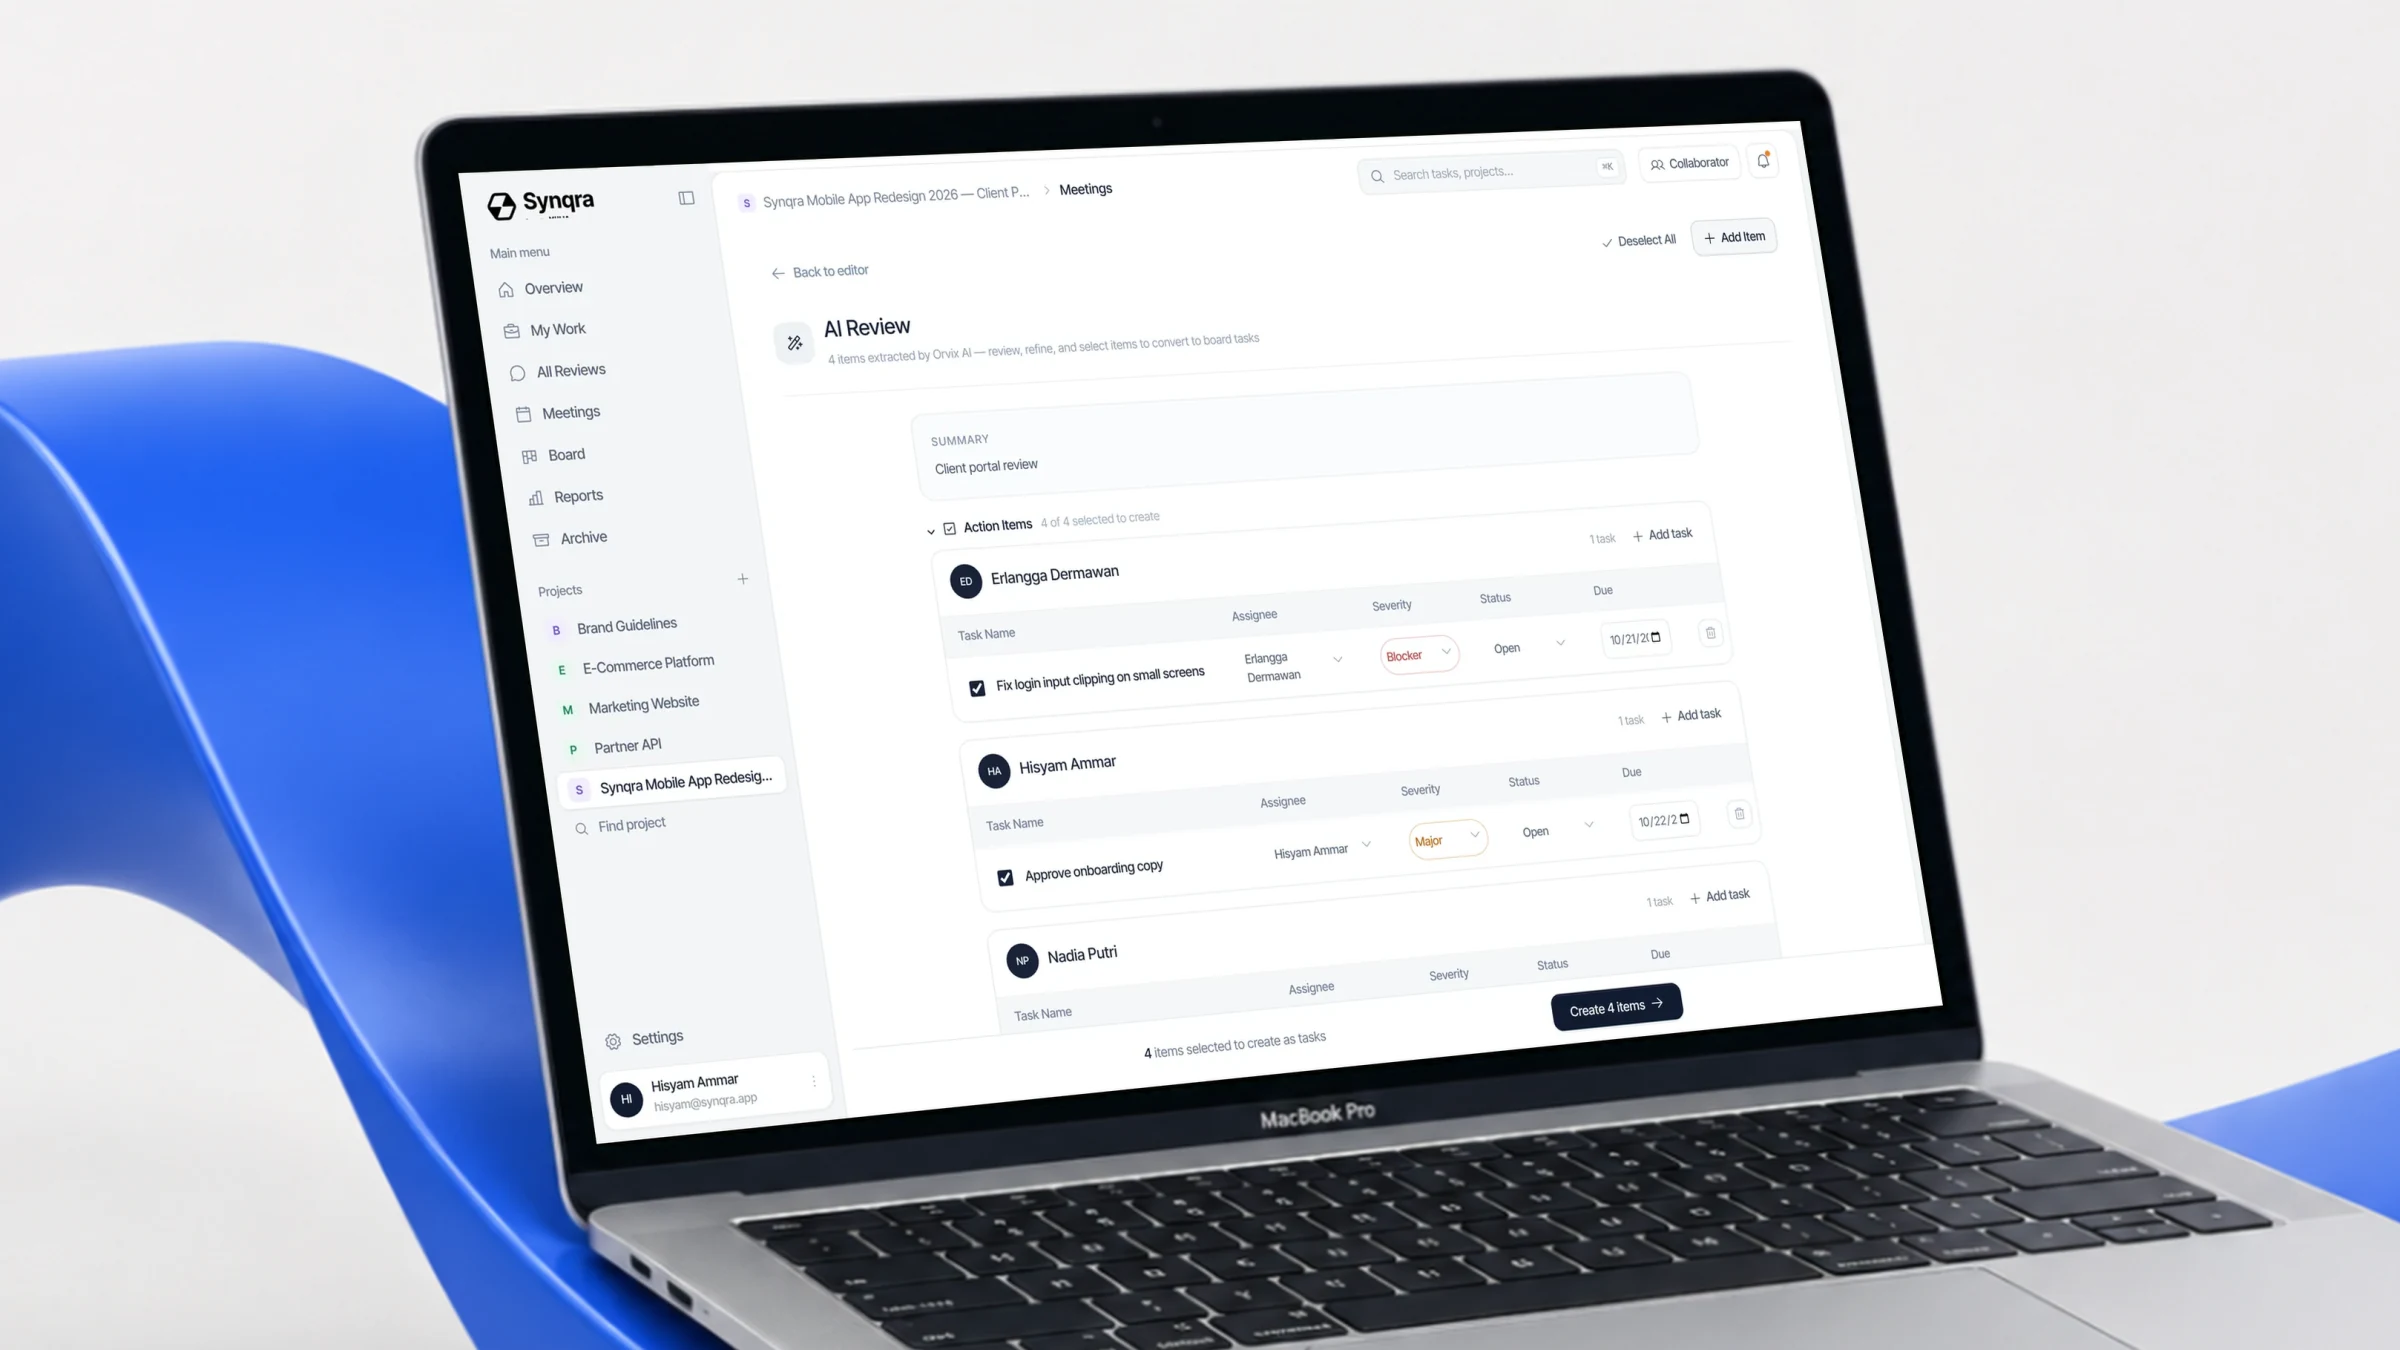 Synqra
Main menu
Overview
My Work
All Reviews
Meetings
Board
Reports
Archive
Projects
B Brand Guidelines
E E-Commerce Platform
M Marketing Website
P Partner API
S Synqra Mobile App Redesig...
Find project
Settings
HI Hisyam Ammar
hisyam@synqra.app
S Synqra Mobile App Redesign 2026 — Client P... > Meetings
Search tasks, projects... ⌘K
Collaborator
Back to editor
Deselect All
+ Add Item
AI Review
4 items extracted by Orvix AI — review, refine, and select items to convert to board tasks
SUMMARY
Client portal review
Action Items 4 of 4 selected to create
ED Erlangga Dermawan
1 task + Add task
Task Name Assignee Severity Status Due
Fix login input clipping on small screens Erlangga Dermawan Blocker Open 10/21/2
HA Hisyam Ammar
1 task + Add task
Task Name Assignee Severity Status Due
Approve onboarding copy Hisyam Ammar Major Open 10/22/2
NP Nadia Putri
1 task + Add task
Task Name Assignee Severity Status Due
4 items selected to create as tasks
Create 4 items →
MacBook Pro